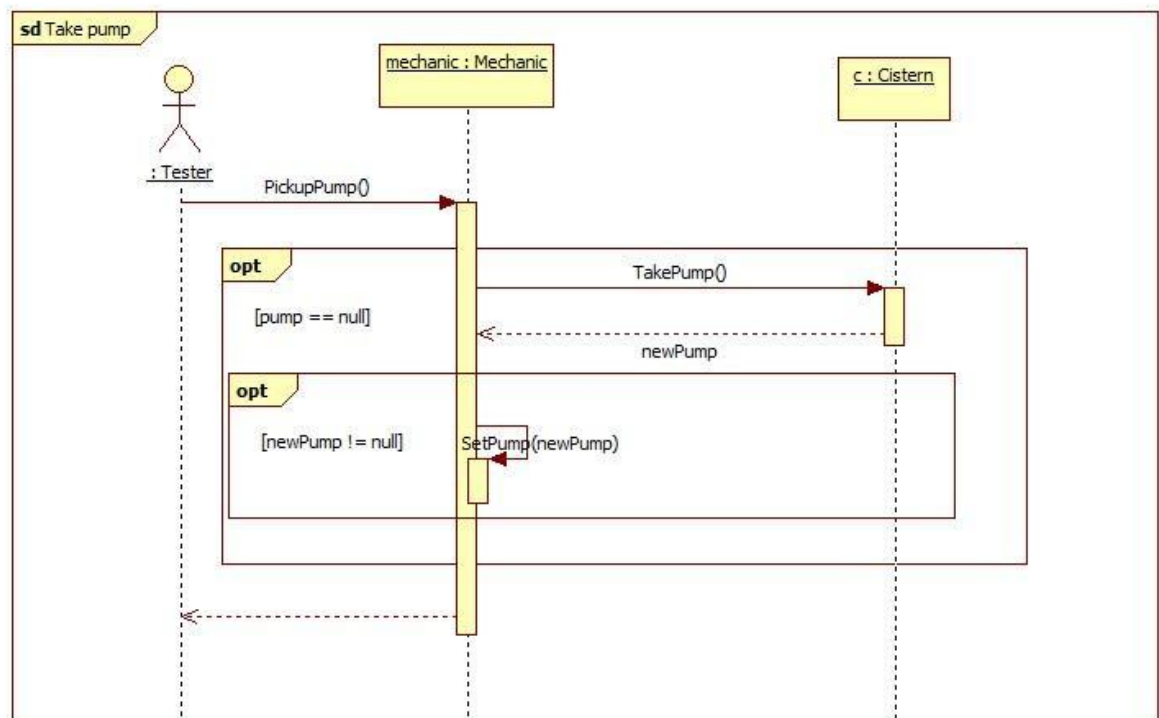 sd Take pump
mechanic : Mechanic
c : Cistern
: Tester
PickupPump()
opt
TakePump()
[pump == null]
newPump
opt
[newPump != null]
SetPump(newPump)